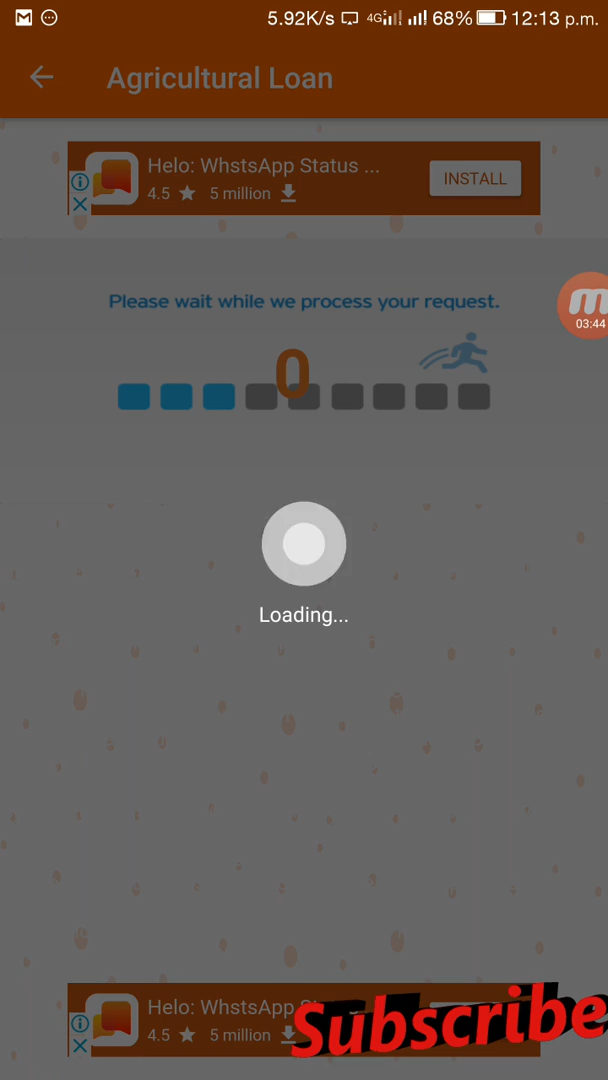 5.92K/s 4G 68% 12:13 p.m.
Agricultural Loan
Helo: WhstsApp Status ...
4.5 ★ 5 million
INSTALL
Please wait while we process your request.
03:44
0
Loading...
Helo: WhstsApp
4.5 ★ 5 million
Subscribe